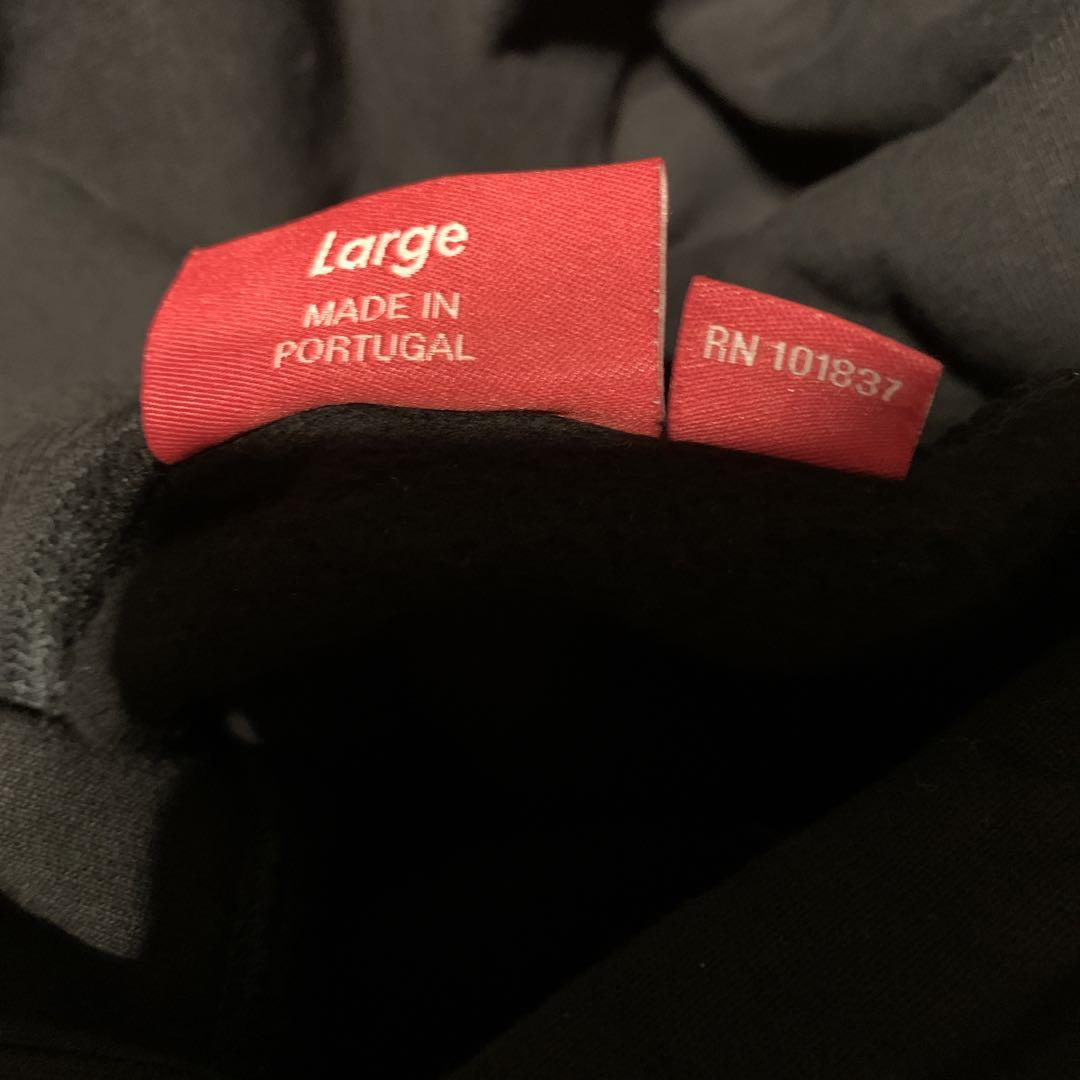 Large
MADE IN
PORTUGAL
RN 101837